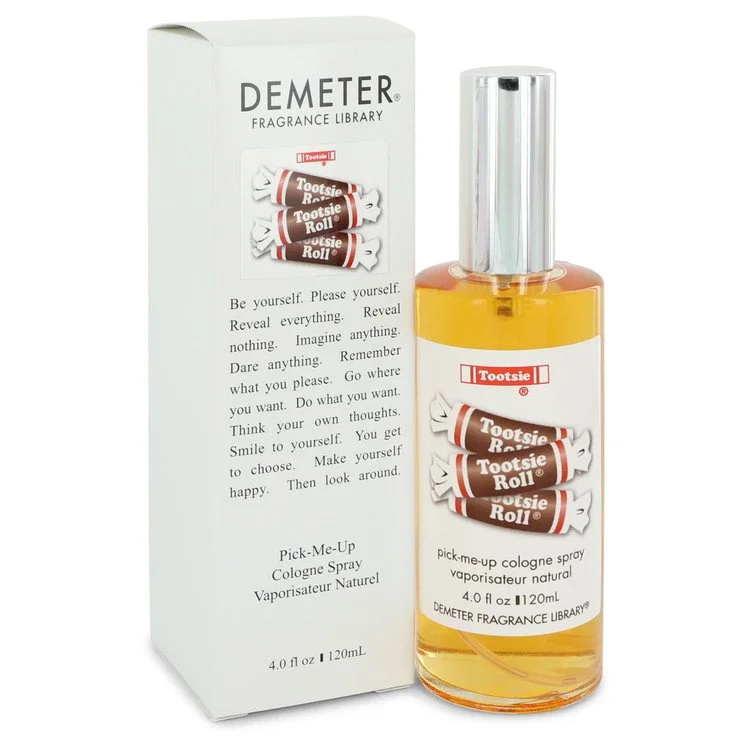 DEMETER®
FRAGRANCE LIBRARY
Tootsie
®
Tootsie
Roll
Tootsie
Roll®
Tootsie
Roll®
Be yourself. Please yourself.
Reveal everything. Reveal
nothing. Imagine anything.
Dare anything. Remember
what you please. Go where
you want. Do what you want.
Think your own thoughts.
Smile to yourself. You get
to choose. Make yourself
happy. Then look around.
Pick-Me-Up
Cologne Spray
Vaporisateur Naturel
4.0 fl oz 120mL
Tootsie
®
Tootsie
Roll
Tootsie
Roll®
Tootsie
Roll®
pick-me-up cologne spray
vaporisateur natural
4.0 fl oz 120mL
DEMETER FRAGRANCE LIBRARY®